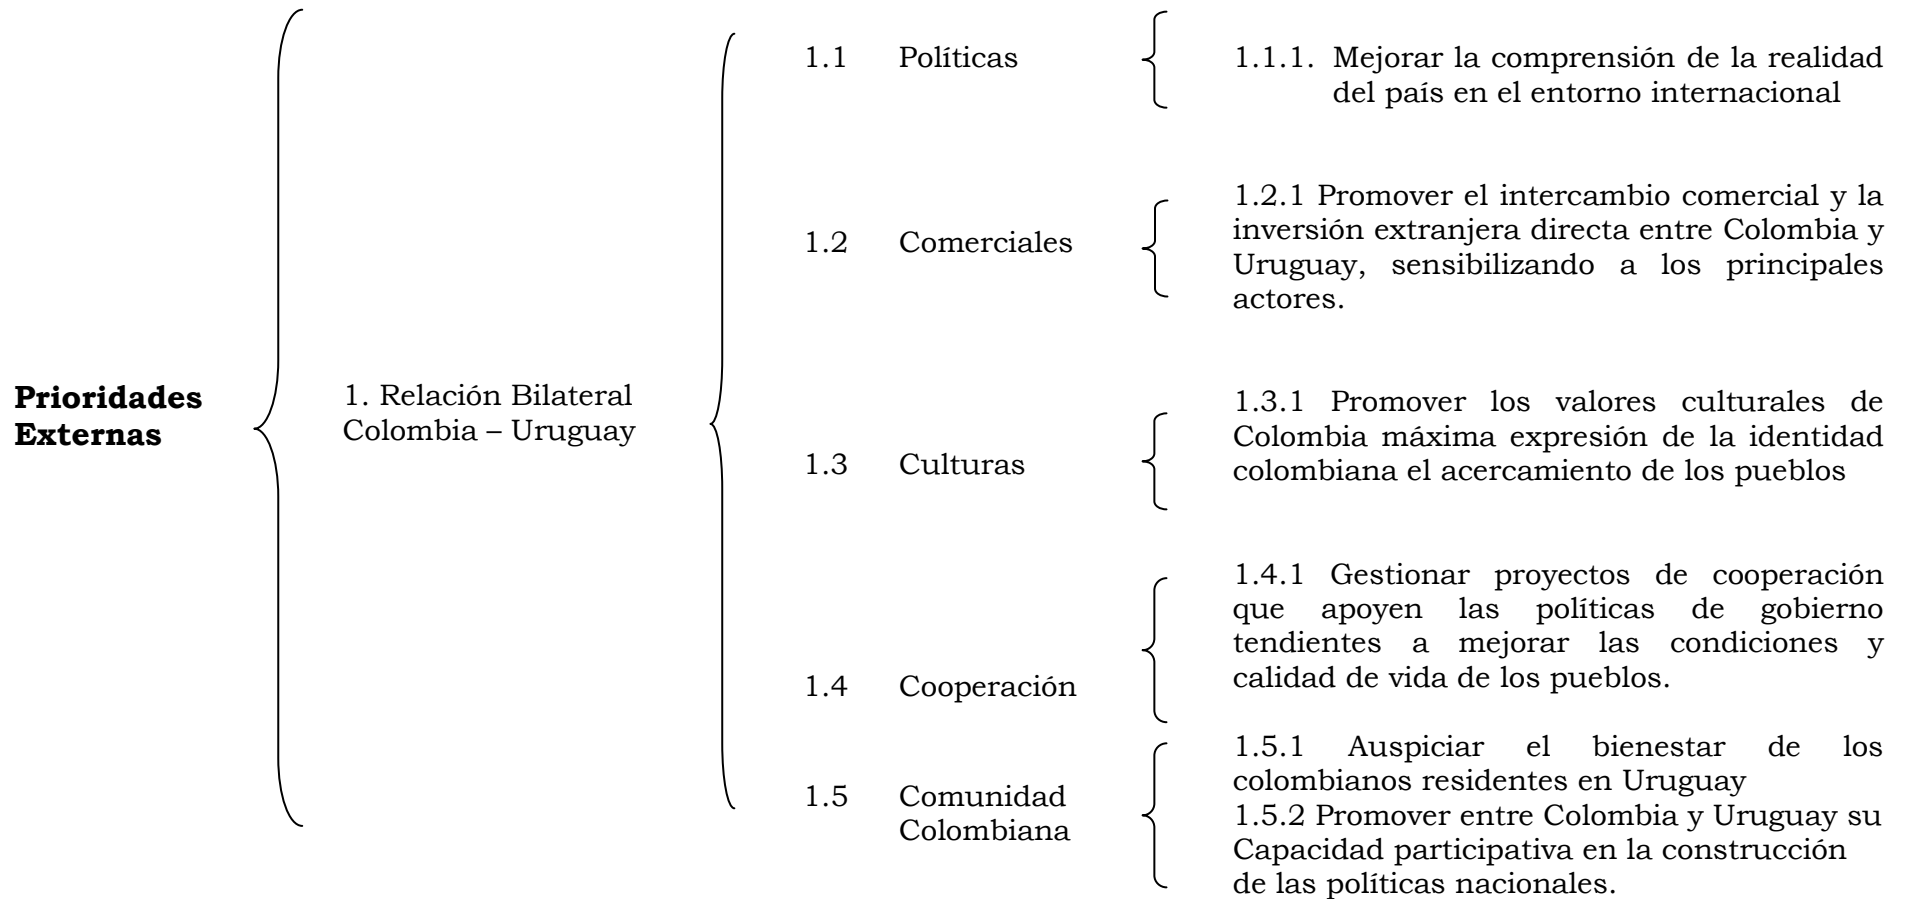 Prioridades
Externas
1. Relación Bilateral
Colombia – Uruguay
1.1 Políticas
1.1.1. Mejorar la comprensión de la realidad
del país en el entorno internacional
1.2 Comerciales
1.2.1 Promover el intercambio comercial y la
inversión extranjera directa entre Colombia y
Uruguay, sensibilizando a los principales
actores.
1.3 Culturas
1.3.1 Promover los valores culturales de
Colombia máxima expresión de la identidad
colombiana el acercamiento de los pueblos
1.4 Cooperación
1.4.1 Gestionar proyectos de cooperación
que apoyen las políticas de gobierno
tendientes a mejorar las condiciones y
calidad de vida de los pueblos.
1.5 Comunidad
Colombiana
1.5.1 Auspiciar el bienestar de los
colombianos residentes en Uruguay
1.5.2 Promover entre Colombia y Uruguay su
Capacidad participativa en la construcción
de las políticas nacionales.